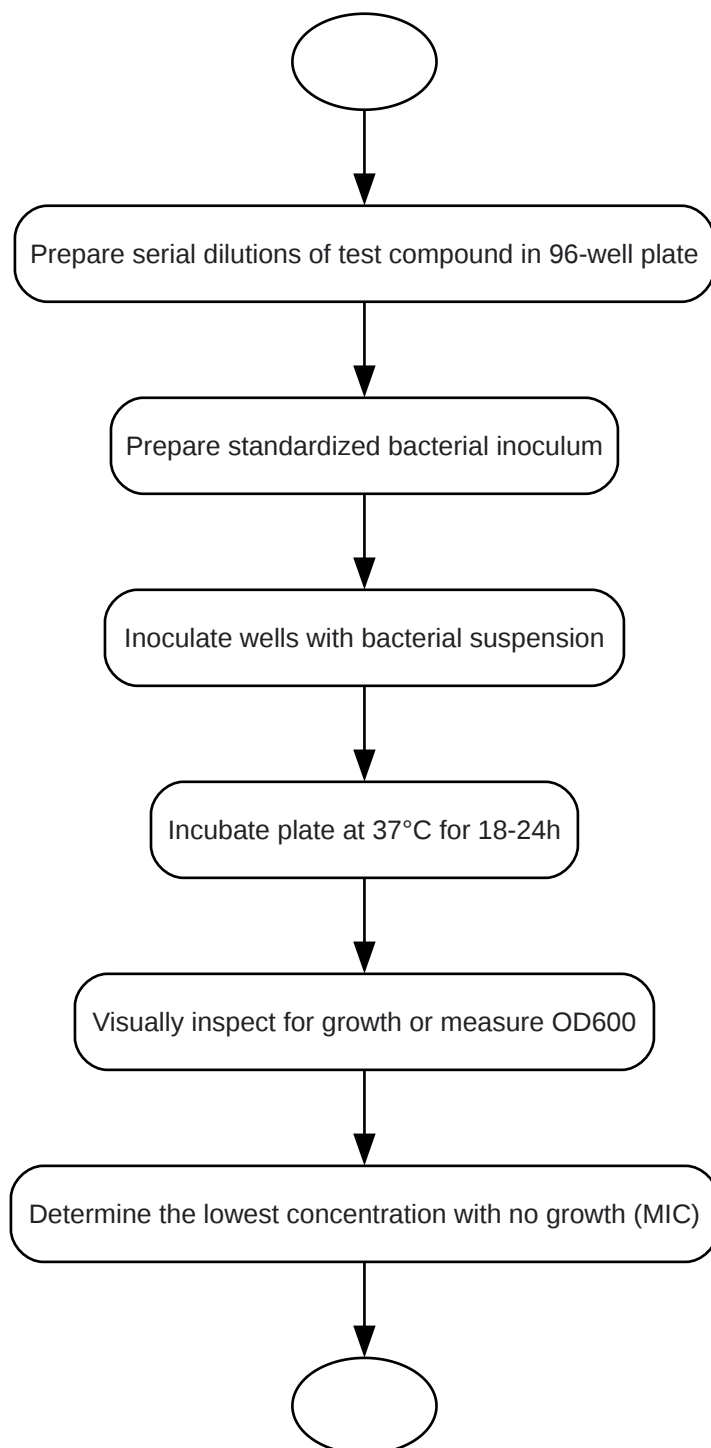 Prepare serial dilutions of test compound in 96-well plate
Prepare standardized bacterial inoculum
Inoculate wells with bacterial suspension
Incubate plate at 37°C for 18-24h
Visually inspect for growth or measure OD600
Determine the lowest concentration with no growth (MIC)